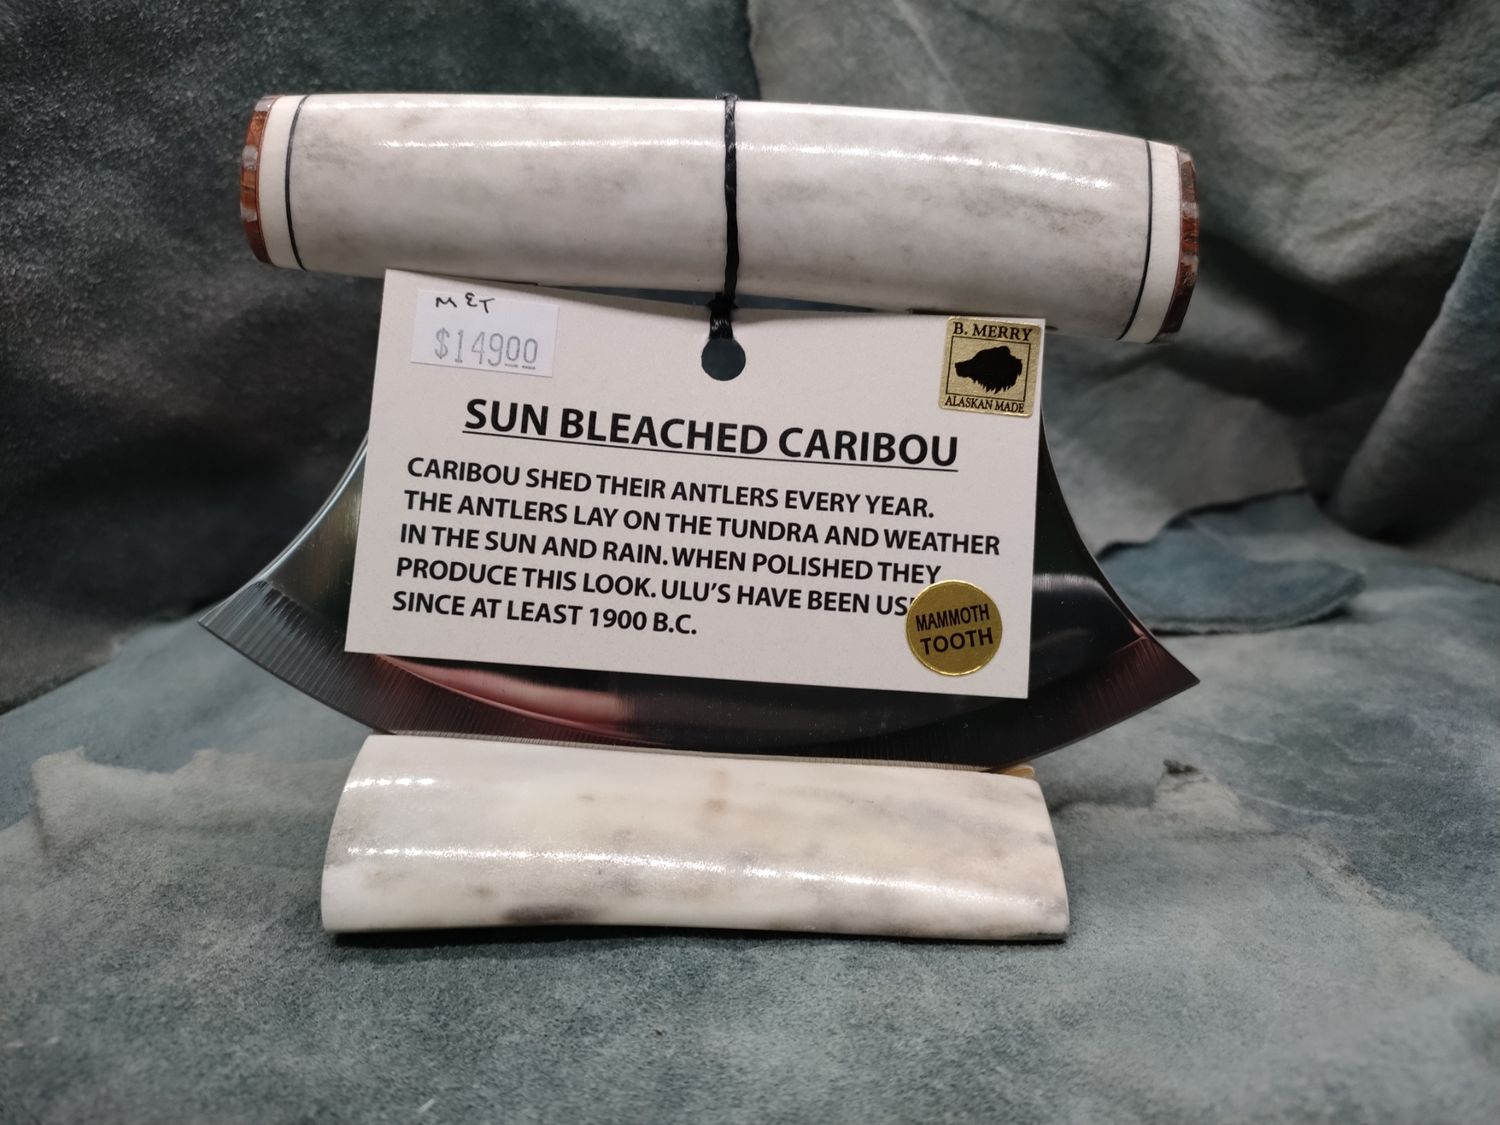 MET
$14900
B. MERRY
ALASKAN MADE
SUN BLEACHED CARIBOU
CARIBOU SHED THEIR ANTLERS EVERY YEAR.
THE ANTLERS LAY ON THE TUNDRA AND WEATHER
IN THE SUN AND RAIN. WHEN POLISHED THEY
PRODUCE THIS LOOK. ULU'S HAVE BEEN
SINCE AT LEAST 1900 B.C.
MAMMOTH
TOOTH